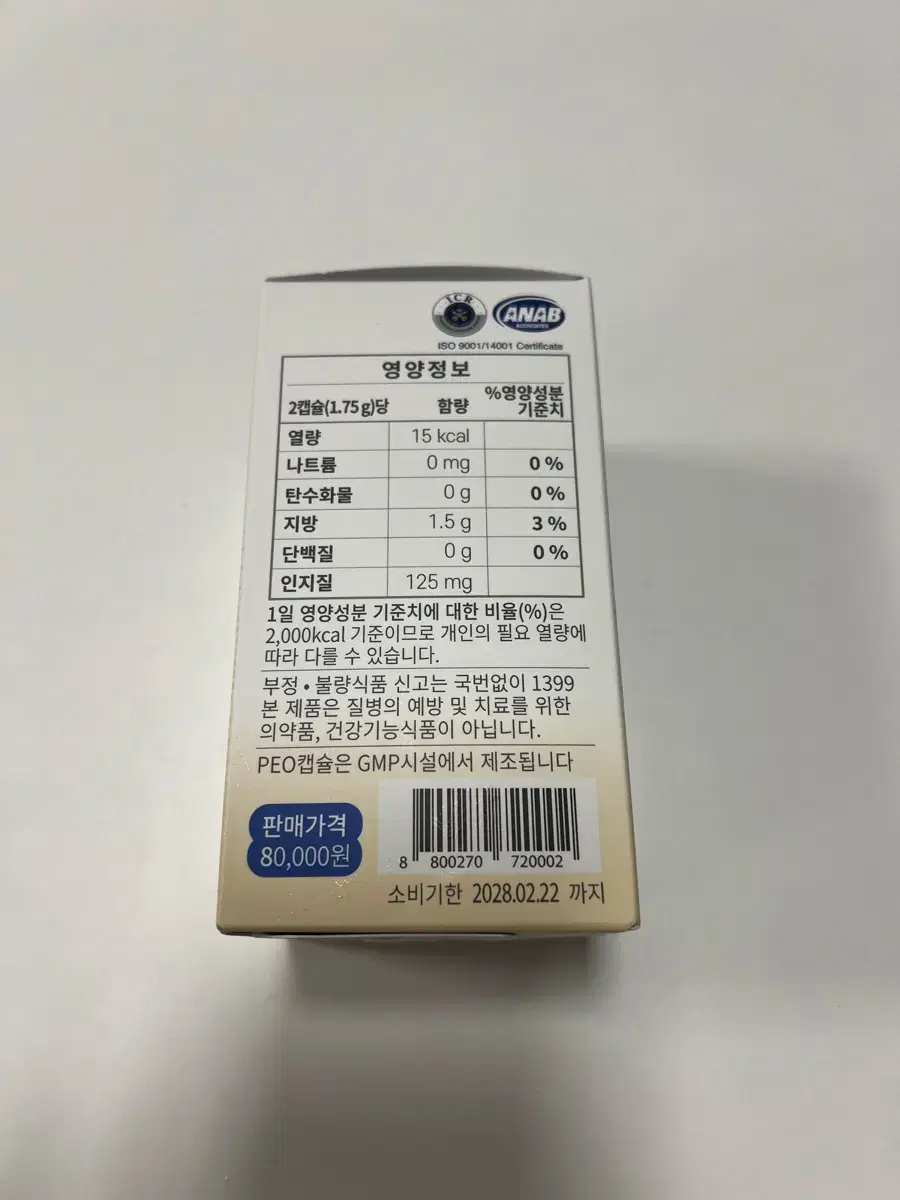 ICR
ANAB
ACCREDITED
ISO 9001/14001 Certificate
영양정보
2캡슐(1.75 g)당 함량 %영양성분 기준치
열량 15 kcal
나트륨 0 mg 0 %
탄수화물 0 g 0 %
지방 1.5 g 3 %
단백질 0 g 0 %
인지질 125 mg
1일 영양성분 기준치에 대한 비율(%)은
2,000kcal 기준이므로 개인의 필요 열량에
따라 다를 수 있습니다.
부정 • 불량식품 신고는 국번없이 1399
본 제품은 질병의 예방 및 치료를 위한
의약품, 건강기능식품이 아닙니다.
PEO캡슐은 GMP시설에서 제조됩니다
판매가격
80,000원
8 800270 720002
소비기한 2028.02.22 까지